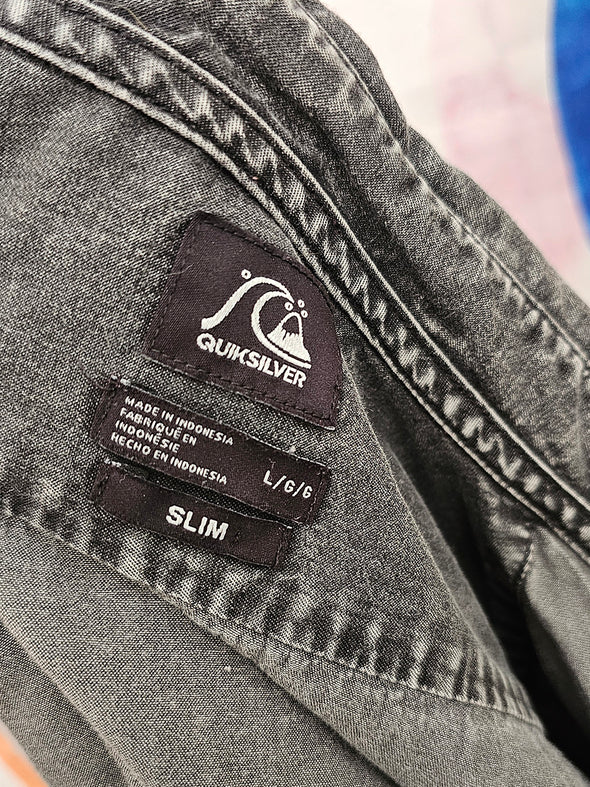 QUIKSILVER
MADE IN INDONESIA
FABRIQUÉ EN
INDONÉSIE
HECHO EN INDONESIA
L/G/G
SLIM